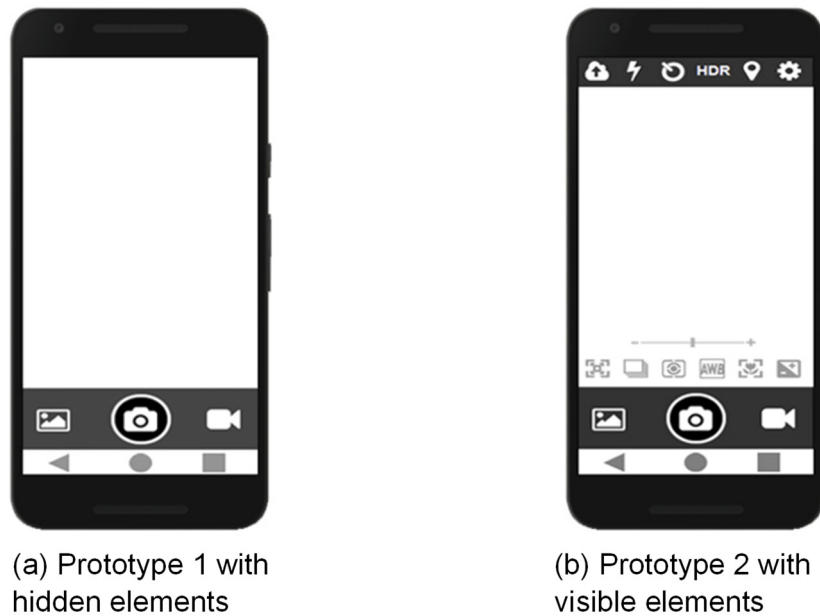 HDR
AWB
(a) Prototype 1 with
hidden elements
(b) Prototype 2 with
visible elements